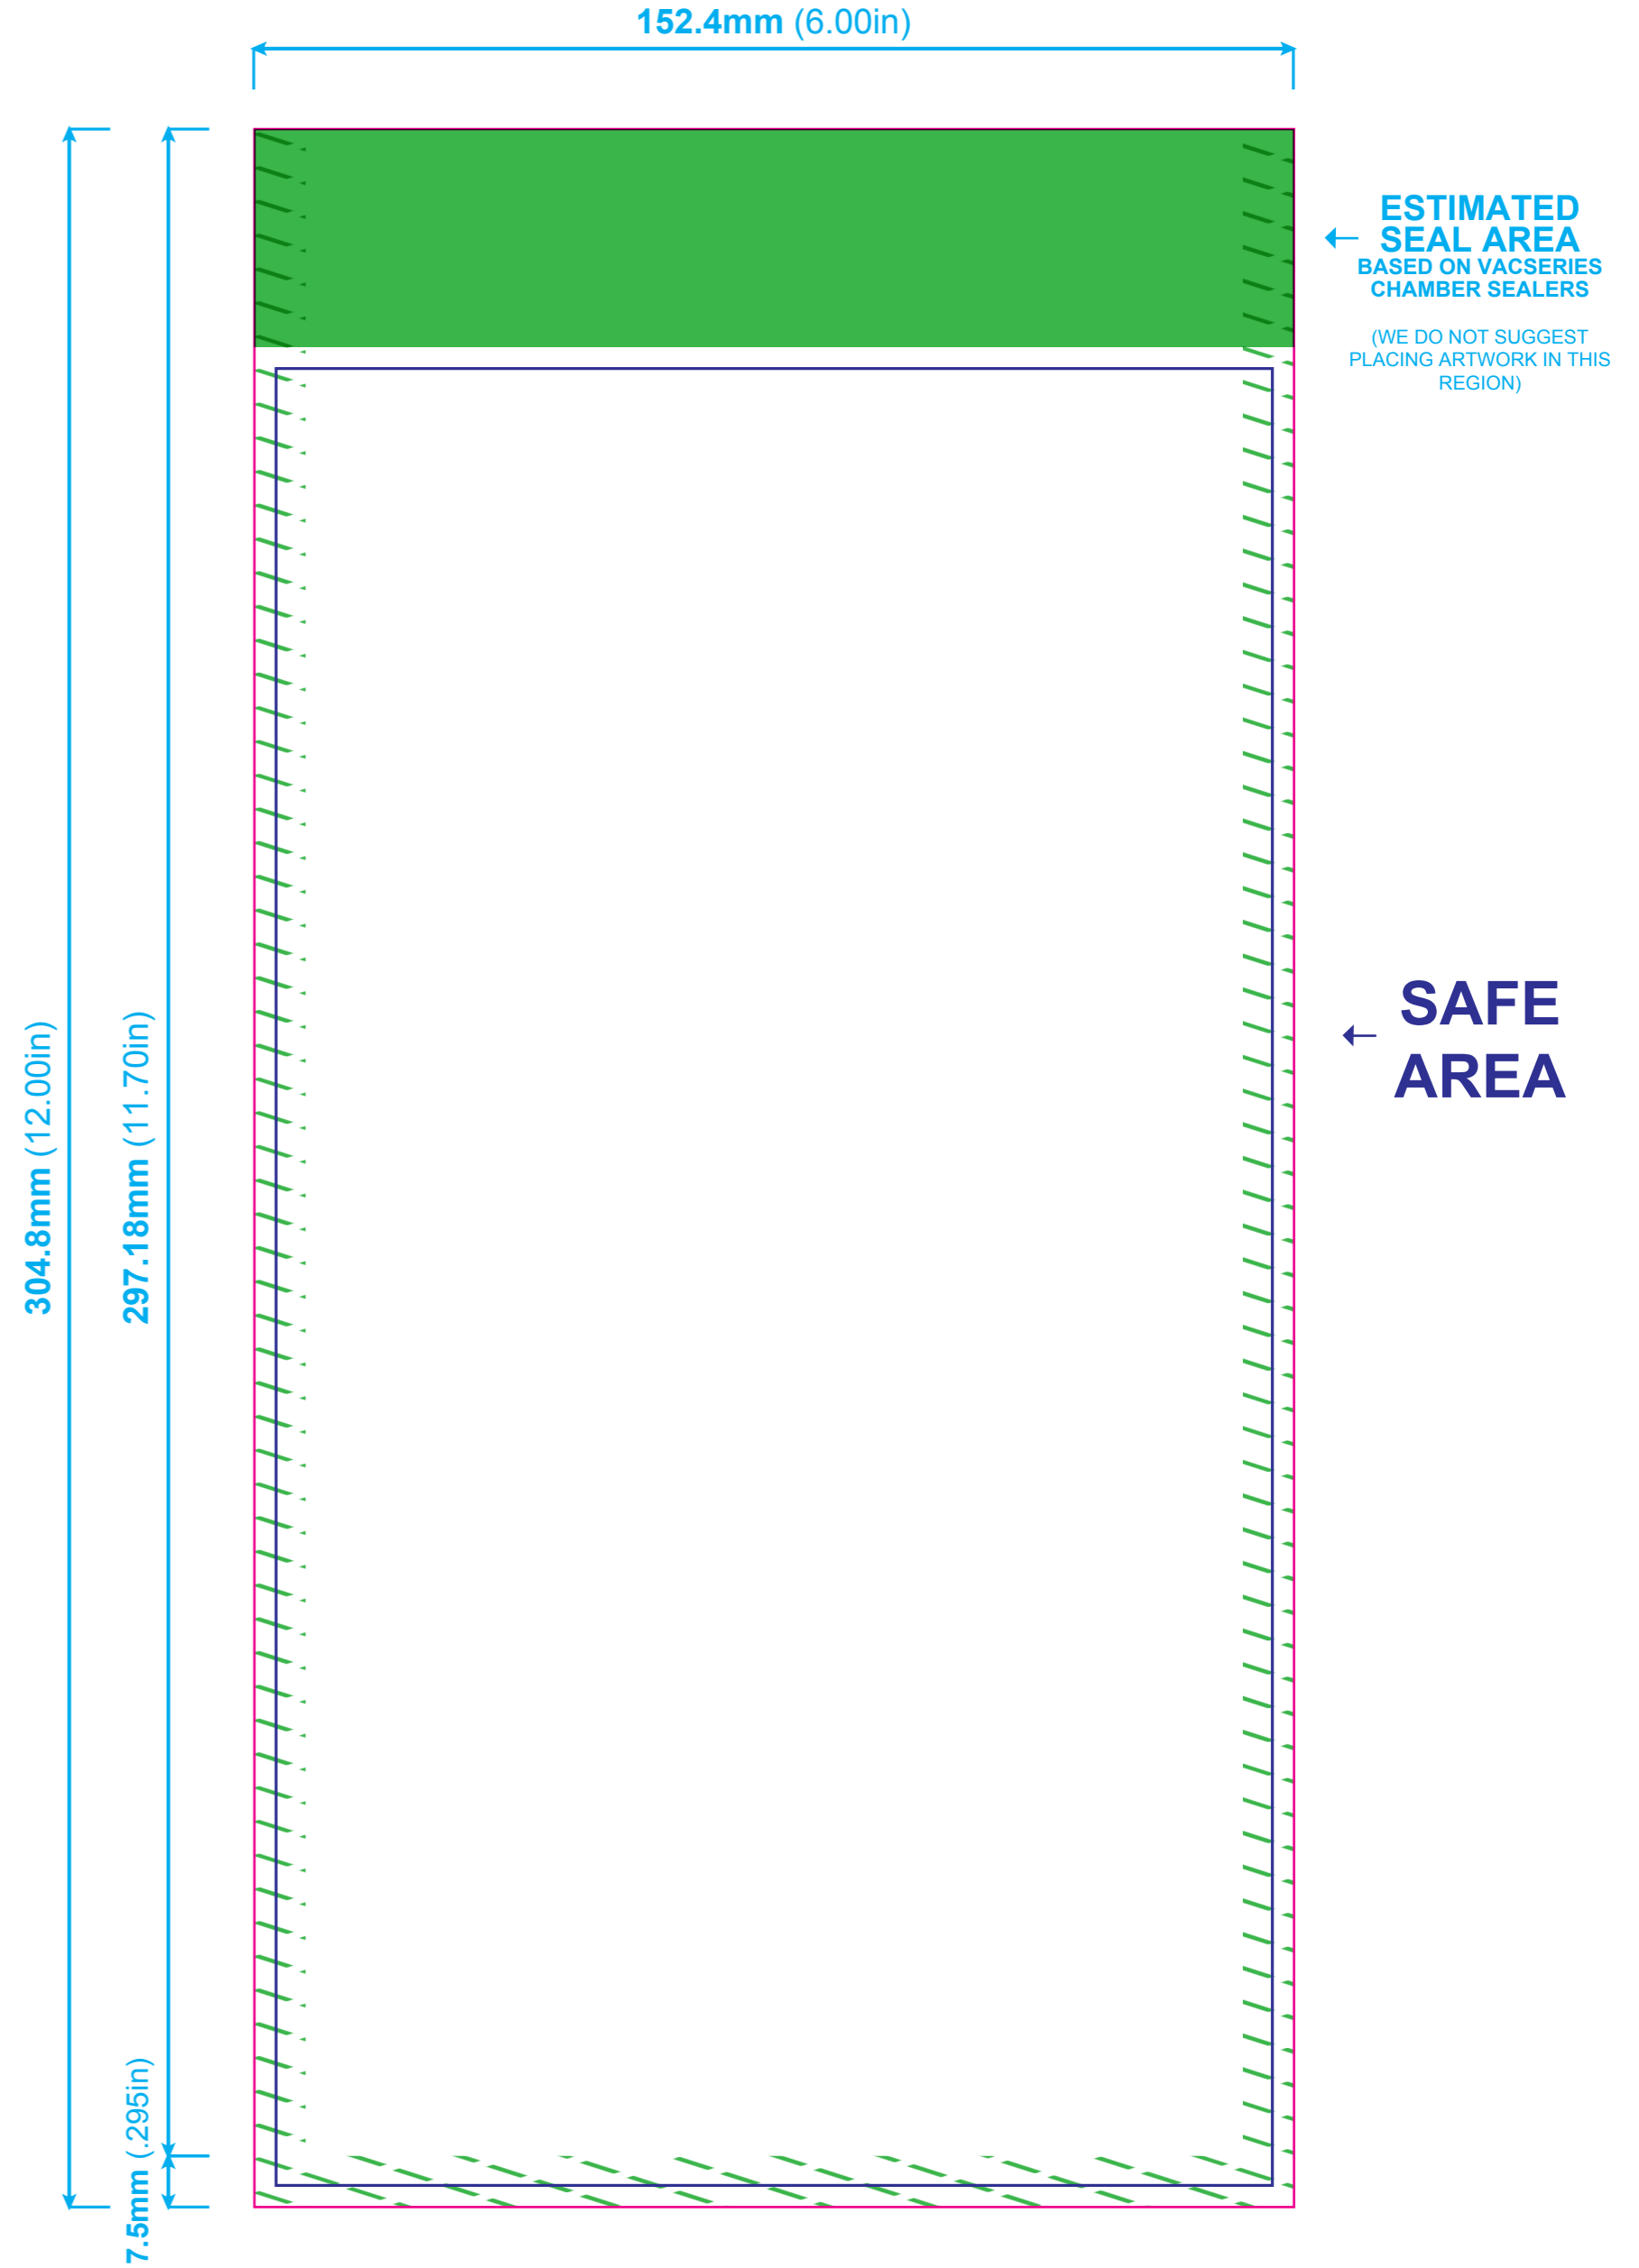 152.4mm (6.00in)
ESTIMATED
SEAL AREA
BASED ON VACSERIES
CHAMBER SEALERS
(WE DO NOT SUGGEST
PLACING ARTWORK IN THIS
REGION)
SAFE
AREA
304.8mm (12.00in)
297.18mm (11.70in)
7.5mm (.295in)